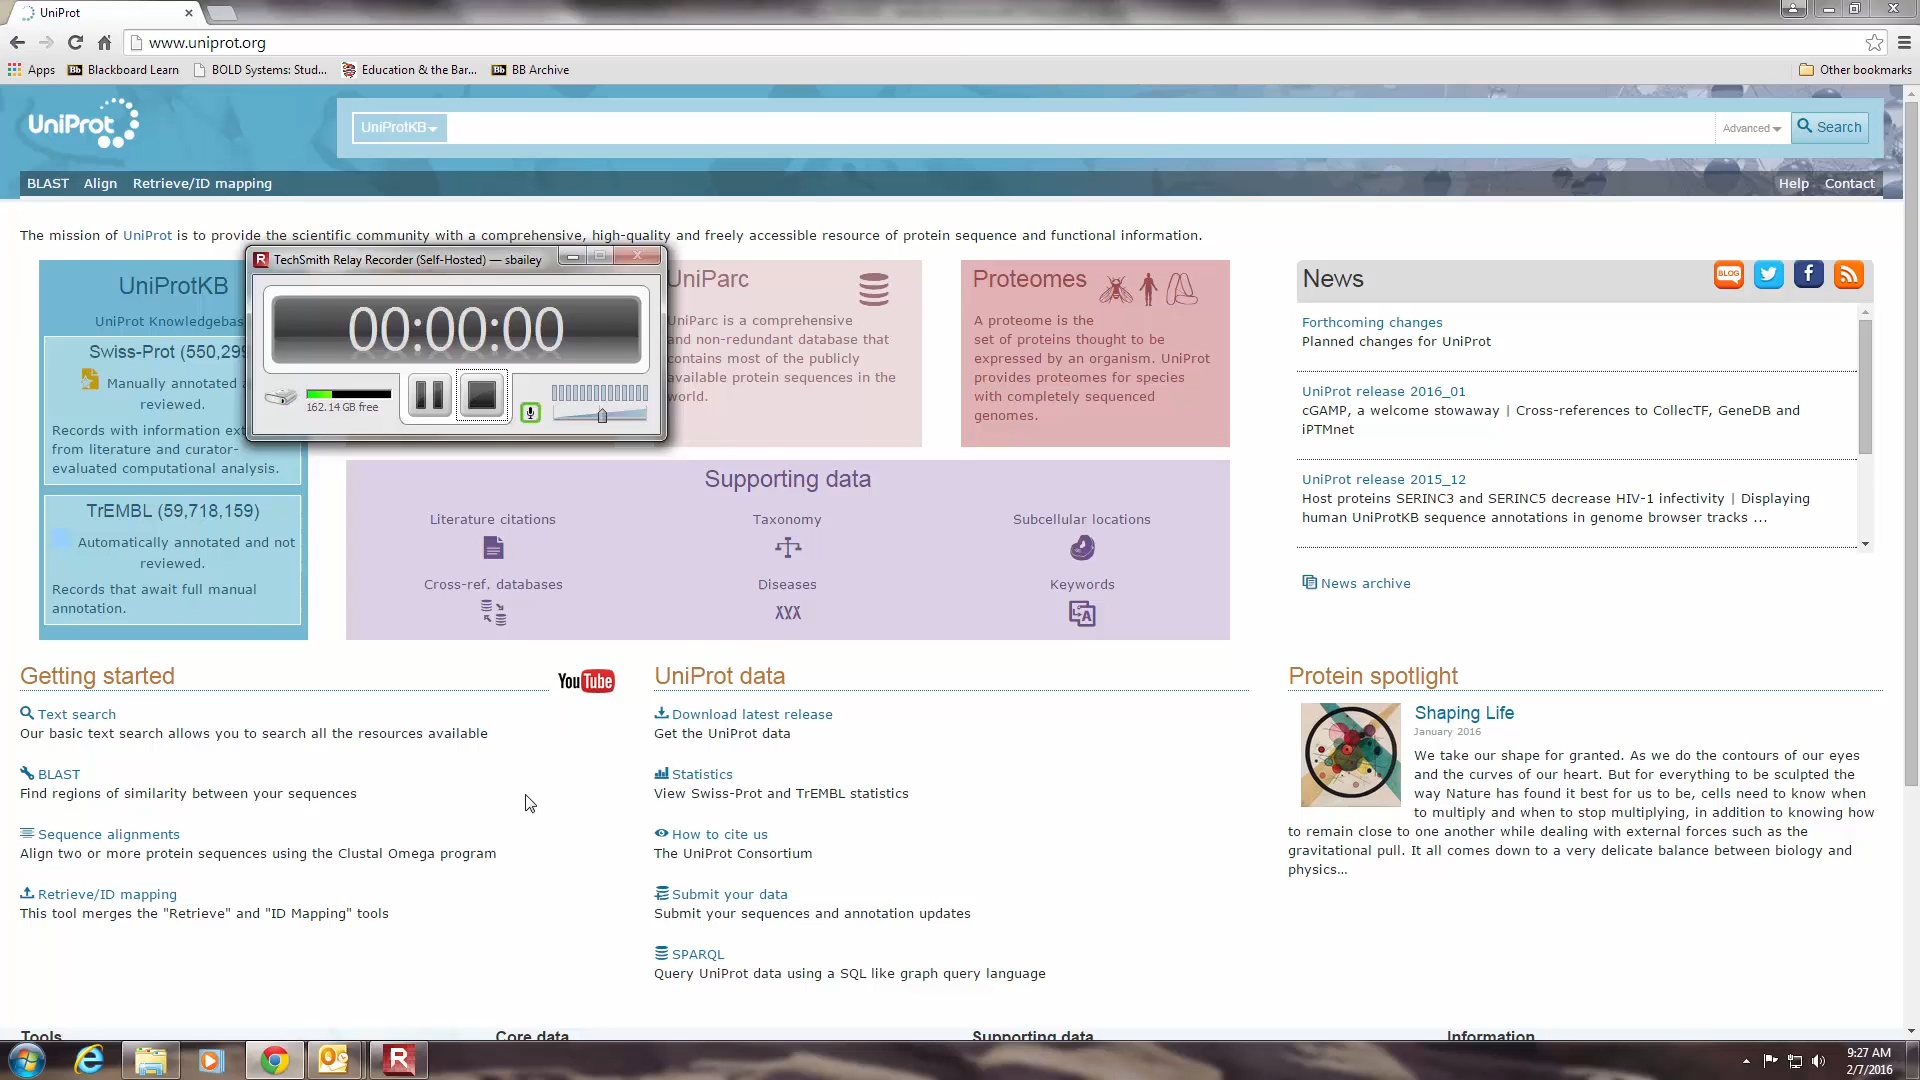 UniProt
www.uniprot.org
Apps
Blackboard Learn
BOLD Systems: Stud...
Education & the Bar...
BB Archive
Other bookmarks
UniProt
UniProtKB
Advanced
Search
BLAST
Align
Retrieve/ID mapping
Help
Contact
The mission of UniProt is to provide the scientific community with a comprehensive, high-quality and freely accessible resource of protein sequence and functional information.
TechSmith Relay Recorder (Self-Hosted) — sbailey
00:00:00
162.14 GB free
UniProtKB
UniProt Knowledgebas
Swiss-Prot (550,299
Manually annotated a
reviewed.
Records with information ext
from literature and curator-
evaluated computational analysis.
TrEMBL (59,718,159)
Automatically annotated and not
reviewed.
Records that await full manual
annotation.
UniParc
UniParc is a comprehensive
and non-redundant database that
contains most of the publicly
available protein sequences in the
world.
Proteomes
A proteome is the
set of proteins thought to be
expressed by an organism. UniProt
provides proteomes for species
with completely sequenced
genomes.
Supporting data
Literature citations
Taxonomy
Subcellular locations
Cross-ref. databases
Diseases
Keywords
News
BLOG
Forthcoming changes
Planned changes for UniProt
UniProt release 2016_01
cGAMP, a welcome stowaway | Cross-references to CollecTF, GeneDB and
iPTMnet
UniProt release 2015_12
Host proteins SERINC3 and SERINC5 decrease HIV-1 infectivity | Displaying
human UniProtKB sequence annotations in genome browser tracks ...
News archive
Getting started
YouTube
Text search
Our basic text search allows you to search all the resources available
BLAST
Find regions of similarity between your sequences
Sequence alignments
Align two or more protein sequences using the Clustal Omega program
Retrieve/ID mapping
This tool merges the "Retrieve" and "ID Mapping" tools
UniProt data
Download latest release
Get the UniProt data
Statistics
View Swiss-Prot and TrEMBL statistics
How to cite us
The UniProt Consortium
Submit your data
Submit your sequences and annotation updates
SPARQL
Query UniProt data using a SQL like graph query language
Protein spotlight
Shaping Life
January 2016
We take our shape for granted. As we do the contours of our eyes
and the curves of our heart. But for everything to be sculpted the
way Nature has found it best for us to be, cells need to know when
to multiply and when to stop multiplying, in addition to knowing how
to remain close to one another while dealing with external forces such as the
gravitational pull. It all comes down to a very delicate balance between biology and
physics...
Tools
Core data
Supporting data
Information
9:27 AM
2/7/2016